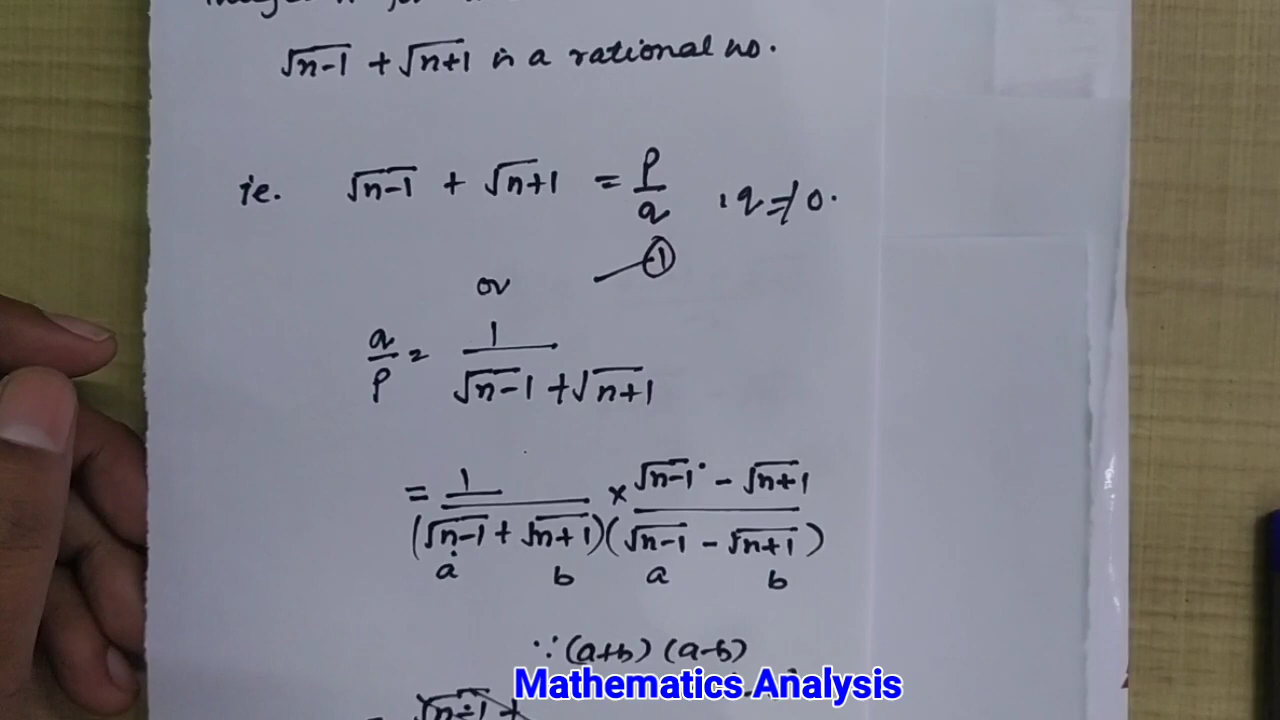 √n-1 + √n+1 is a rational no.
ie. √n-1 + √n+1 = p/q , q ≠ 0.
①
or
q/p = 1/(√n-1 + √n+1)
= 1/(√n-1 + √n+1) × (√n-1 - √n+1)/(√n-1 - √n+1)
a b a b
∵ (a+b) (a-b)
Mathematics Analysis
√n-1 +